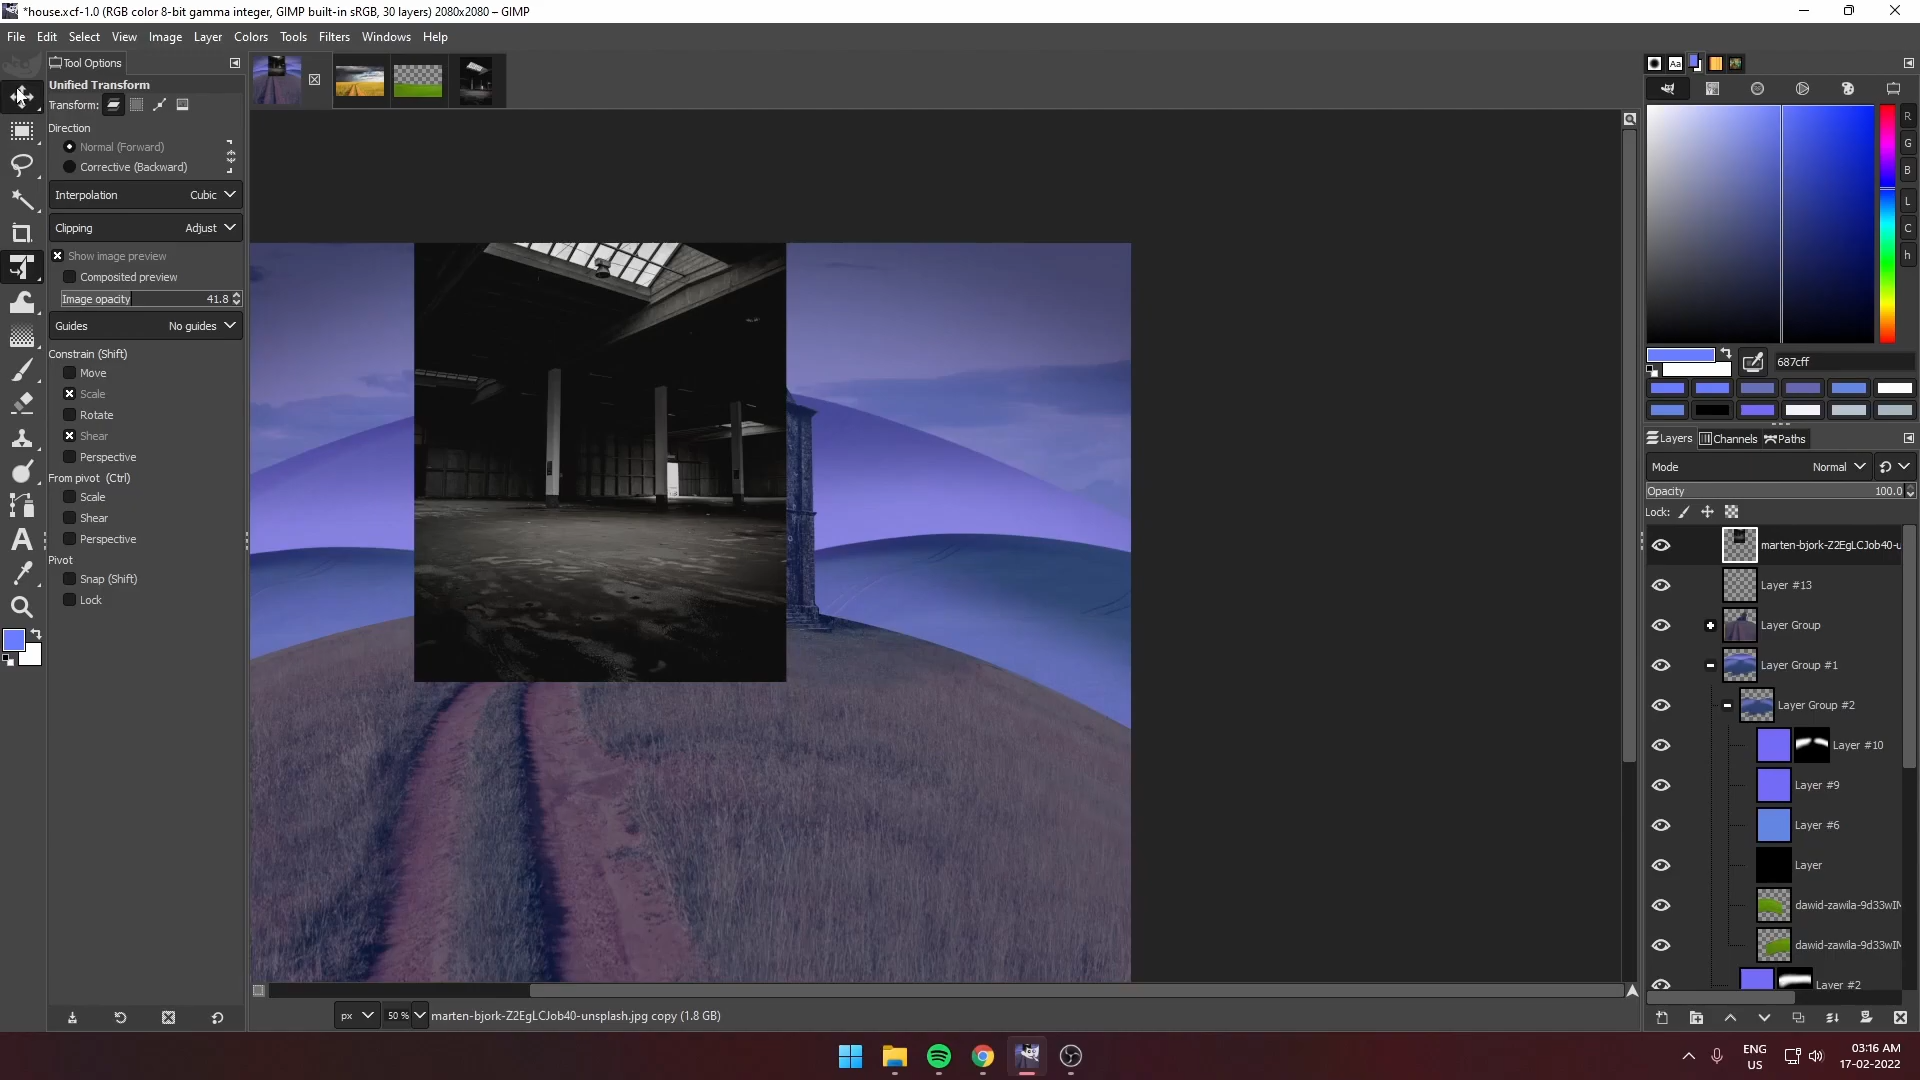 *house.xcf-1.0 (RGB color 8-bit gamma integer, GIMP built-in sRGB, 30 layers) 2080x2080 – GIMP
File Edit Select View Image Layer Colors Tools Filters Windows Help
Tool Options
Unified Transform
Transform:
Direction
Normal (Forward)
Corrective (Backward)
Interpolation Cubic
Clipping Adjust
Show image preview
Composited preview
Image opacity 41.8
Guides No guides
Constrain (Shift)
Move
Scale
Rotate
Shear
Perspective
From pivot (Ctrl)
Scale
Shear
Perspective
Pivot
Snap (Shift)
Lock
px 50 % marten-bjork-Z2EgLCJob40-unsplash.jpg copy (1.8 GB)
Aa
R
G
B
L
C
h
687cff
Layers Channels Paths
Mode Normal
Opacity 100.0
Lock:
marten-bjork-Z2EgLCJob40-u
Layer #13
Layer Group
Layer Group #1
Layer Group #2
Layer #10
Layer #9
Layer #6
Layer
dawid-zawila-9d33wIN
dawid-zawila-9d33wIN
Layer #2
ENG
US
03:16 AM
17-02-2022